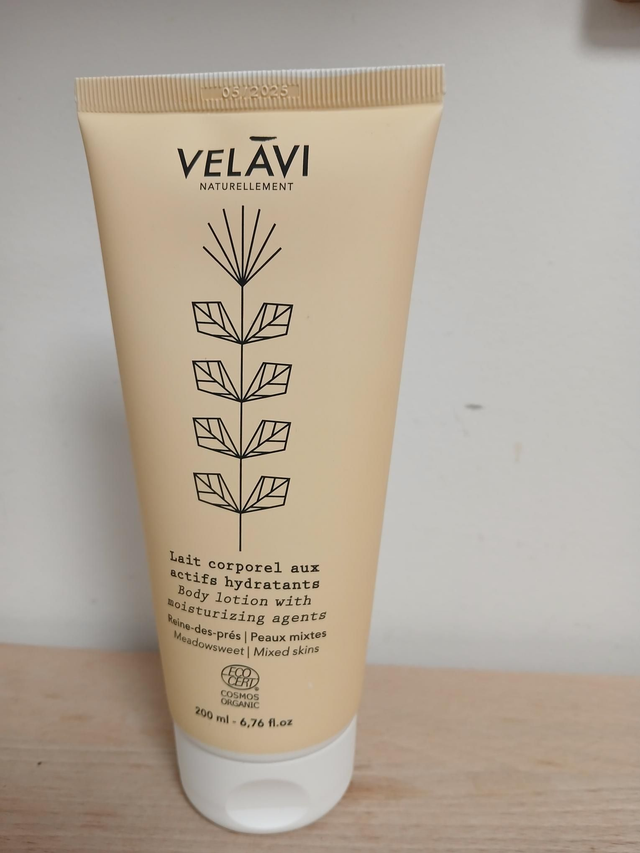 05 2025
VELĀVI
NATURELLEMENT
Lait corporel aux
actifs hydratants
Body lotion with
moisturizing agents
Reine-des-prés | Peaux mixtes
Meadowsweet | Mixed skins
ECO
CERT®
COSMOS
ORGANIC
200 ml - 6,76 fl.oz